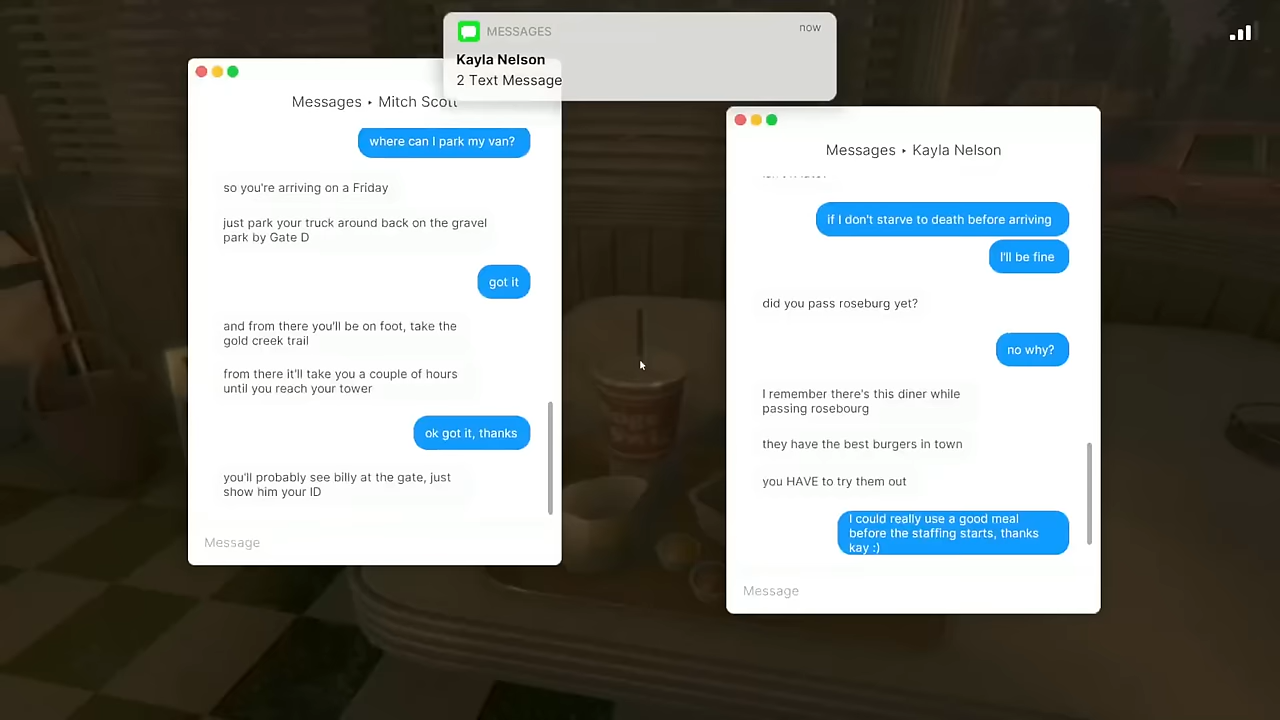 MESSAGES
now
Kayla Nelson
2 Text Message
Messages ‣ Mitch Scott
where can I park my van?
so you're arriving on a Friday
just park your truck around back on the gravel
park by Gate D
got it
and from there you'll be on foot, take the
gold creek trail
from there it'll take you a couple of hours
until you reach your tower
ok got it, thanks
you'll probably see billy at the gate, just
show him your ID
Message
Messages ‣ Kayla Nelson
if I don't starve to death before arriving
I'll be fine
did you pass roseburg yet?
no why?
I remember there's this diner while
passing rosebourg
they have the best burgers in town
you HAVE to try them out
I could really use a good meal
before the staffing starts, thanks
kay :)
Message